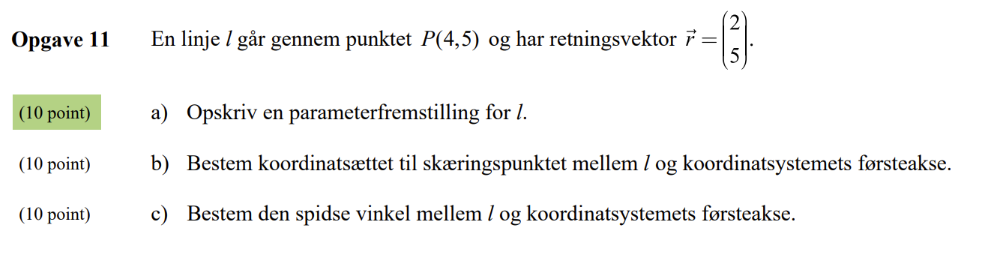 Opgave 11 En linje l går gennem punktet P(4,5) og har retningsvektor r⃗ = (2 5).
(10 point) a) Opskriv en parameterfremstilling for l.
(10 point) b) Bestem koordinatsættet til skæringspunktet mellem l og koordinatsystemets førsteakse.
(10 point) c) Bestem den spidse vinkel mellem l og koordinatsystemets førsteakse.